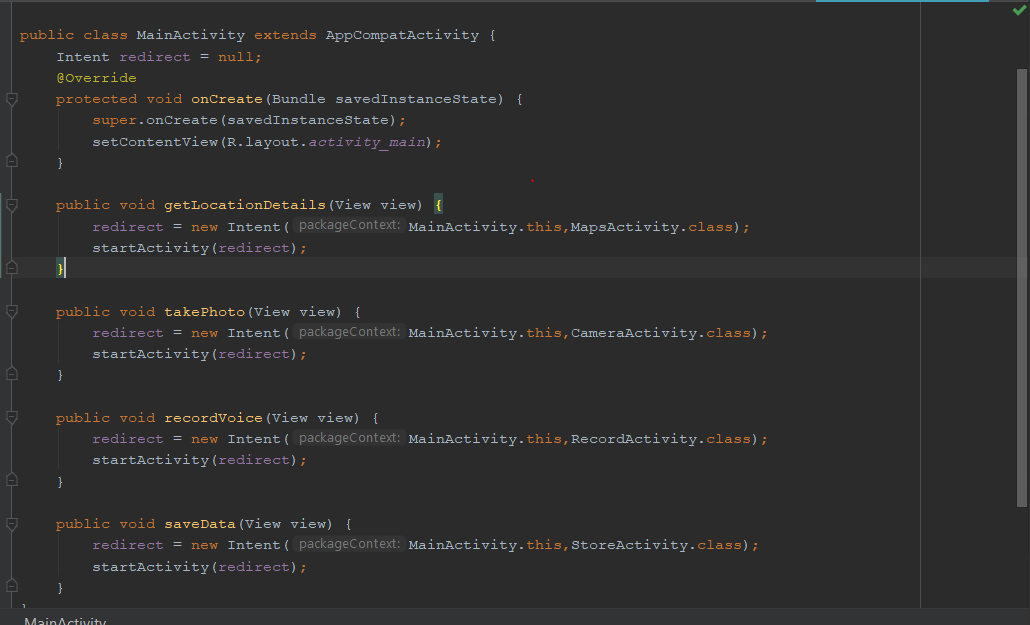 public class MainActivity extends AppCompatActivity {
    Intent redirect = null;
    @Override
    protected void onCreate(Bundle savedInstanceState) {
        super.onCreate(savedInstanceState);
        setContentView(R.layout.activity_main);
    }
    public void getLocationDetails(View view) {
        redirect = new Intent( packageContext: MainActivity.this,MapsActivity.class);
        startActivity(redirect);
    }
    public void takePhoto(View view) {
        redirect = new Intent( packageContext: MainActivity.this,CameraActivity.class);
        startActivity(redirect);
    }
    public void recordVoice(View view) {
        redirect = new Intent( packageContext: MainActivity.this,RecordActivity.class);
        startActivity(redirect);
    }
    public void saveData(View view) {
        redirect = new Intent( packageContext: MainActivity.this,StoreActivity.class);
        startActivity(redirect);
    }
}
MainActivity